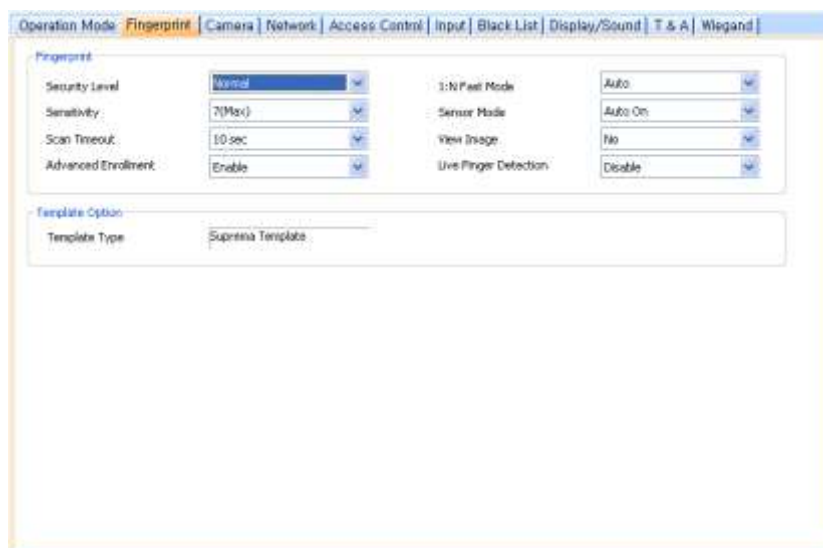 Operation Mode Fingerprint Camera Network Access Control Input Black List Display/Sound T & A Wiegand
Fingerprint
Security Level Normal 1:N Fast Mode Auto
Sensitivity 7(Max) Sensor Mode Auto On
Scan Timeout 10 sec View Image No
Advanced Enrollment Enable Live Finger Detection Disable
Template Option
Template Type Suprema Template